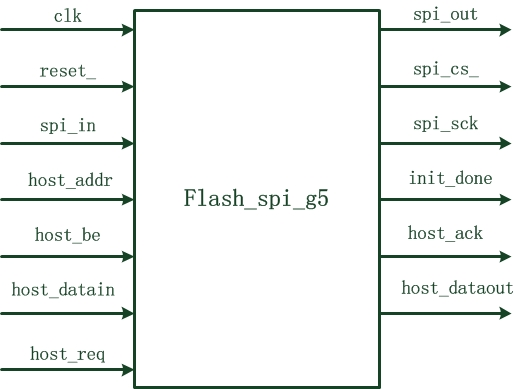 clk
reset_
spi_in
host_addr
host_be
host_datain
host_req
Flash_spi_g5
spi_out
spi_cs_
spi_sck
init_done
host_ack
host_dataout